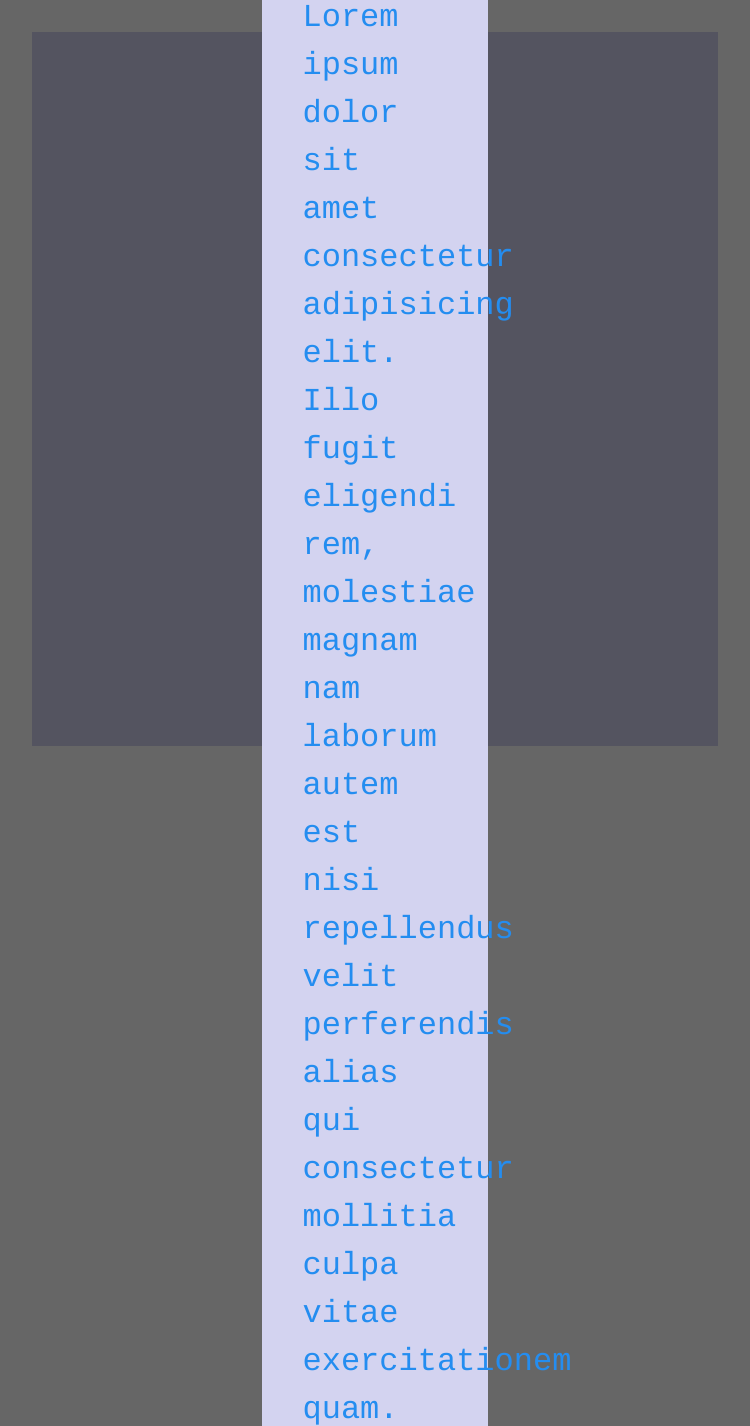 Lorem
ipsum
dolor
sit
amet
consectetur
adipisicing
elit.
Illo
fugit
eligendi
rem,
molestiae
magnam
nam
laborum
autem
est
nisi
repellendus
velit
perferendis
alias
qui
consectetur
mollitia
culpa
vitae
exercitationem
quam.